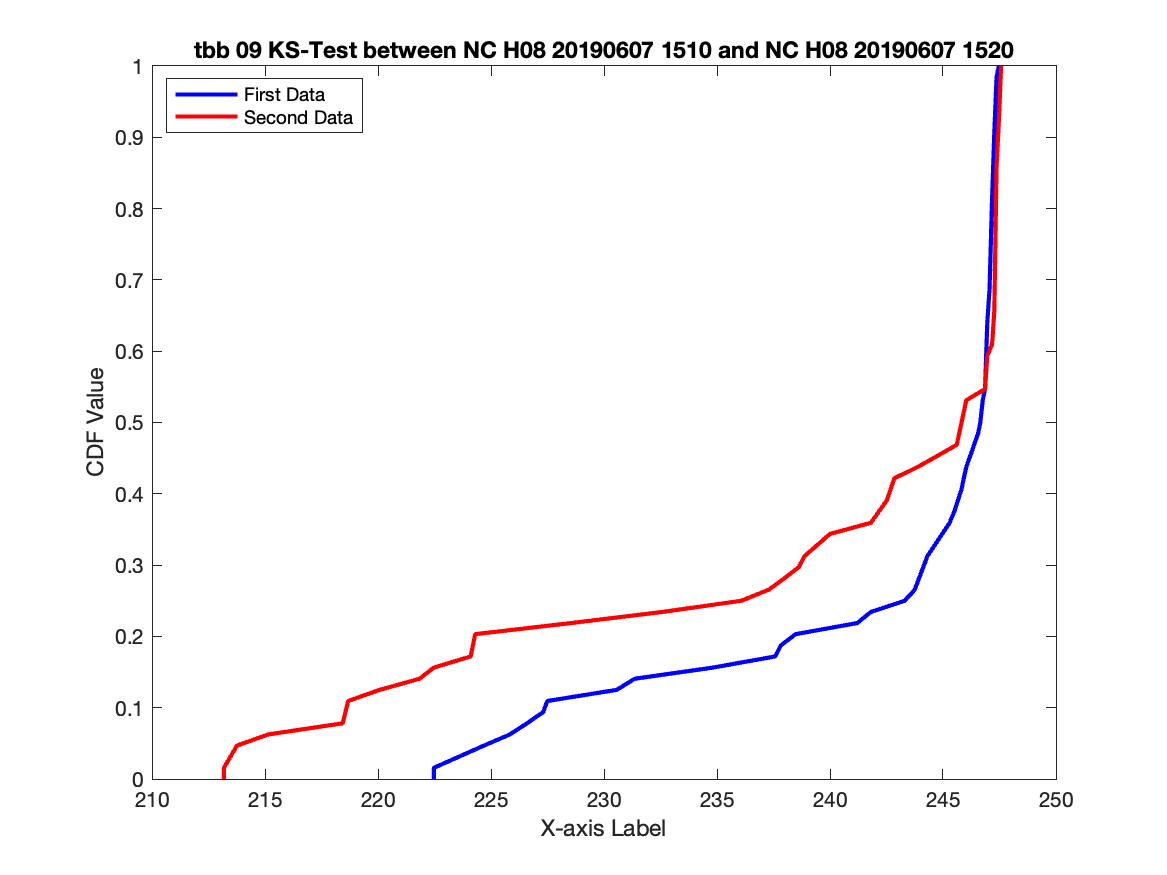 tbb 09 KS-Test between NC H08 20190607 1510 and NC H08 20190607 1520
First Data
Second Data
1
0.9
0.8
0.7
0.6
0.5
0.4
0.3
0.2
0.1
0
CDF Value
210 215 220 225 230 235 240 245 250
X-axis Label